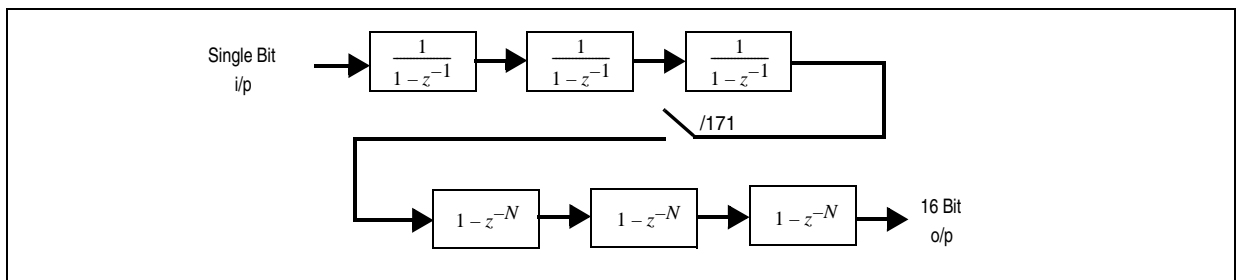 Single Bit
i/p
1
1 – z⁻¹
1
1 – z⁻¹
1
1 – z⁻¹
/171
1 – z⁻ᴺ
1 – z⁻ᴺ
1 – z⁻ᴺ
16 Bit
o/p